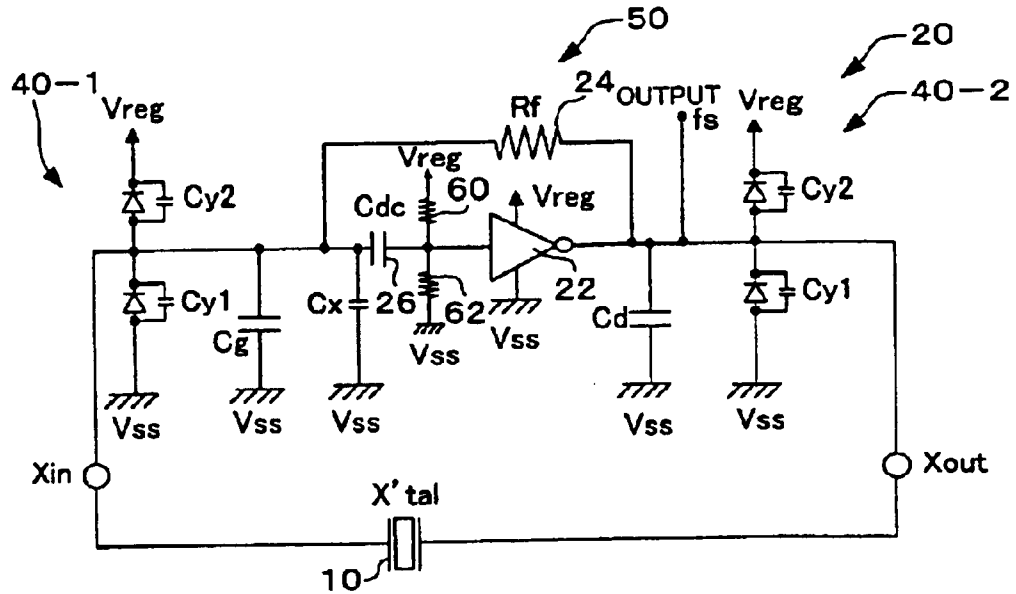 50
20
40-1
Vreg
24 OUTPUT
fs
Vreg
40-2
Rf
Vreg
60
Vreg
Cy2
Cdc
Cy2
Cy1
Cg
Cx
26
62
Vss
Vss
22
Cd
Cy1
Vss
Vss
Vss
Vss
Vss
Xin
X'tal
Xout
10